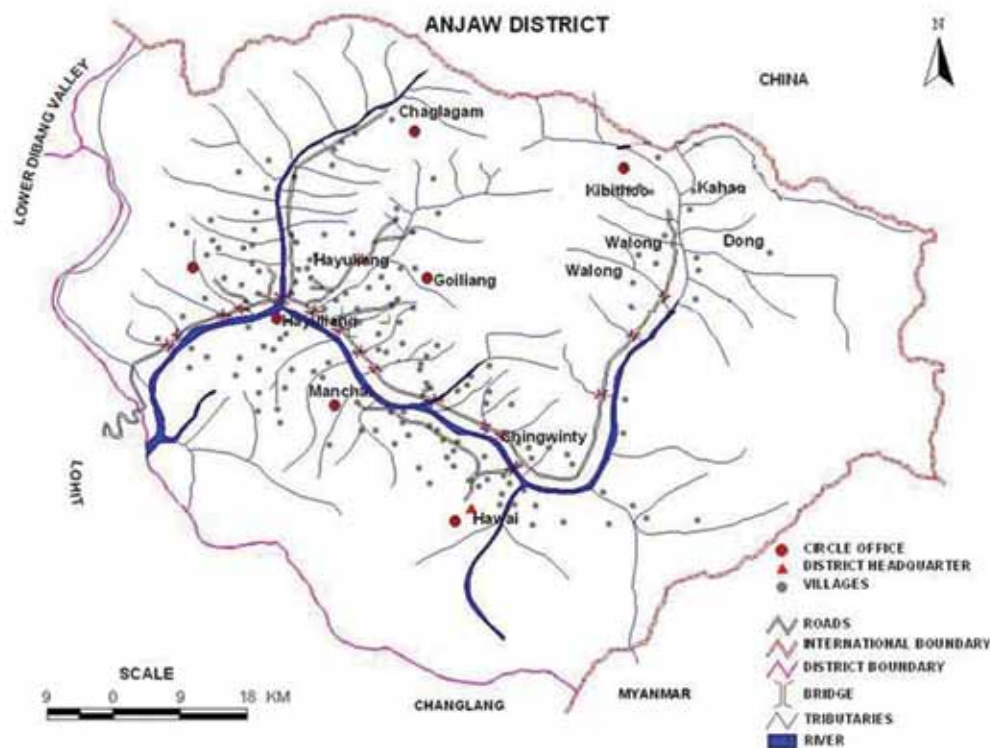 ANJAW DISTRICT
N
CHINA
LOWER DIBANG VALLEY
Chaglagam
Kibithoo
Kahao
Walong
Dong
Hayuliang
Goiliang
Walong
Hayuliang
Manchal
Chingwinty
LOHIT
Hawai
CIRCLE OFFICE
DISTRICT HEADQUARTER
VILLAGES
ROADS
INTERNATIONAL BOUNDARY
DISTRICT BOUNDARY
BRIDGE
TRIBUTARIES
RIVER
SCALE
9 0 9 18 KM
CHANGLANG
MYANMAR